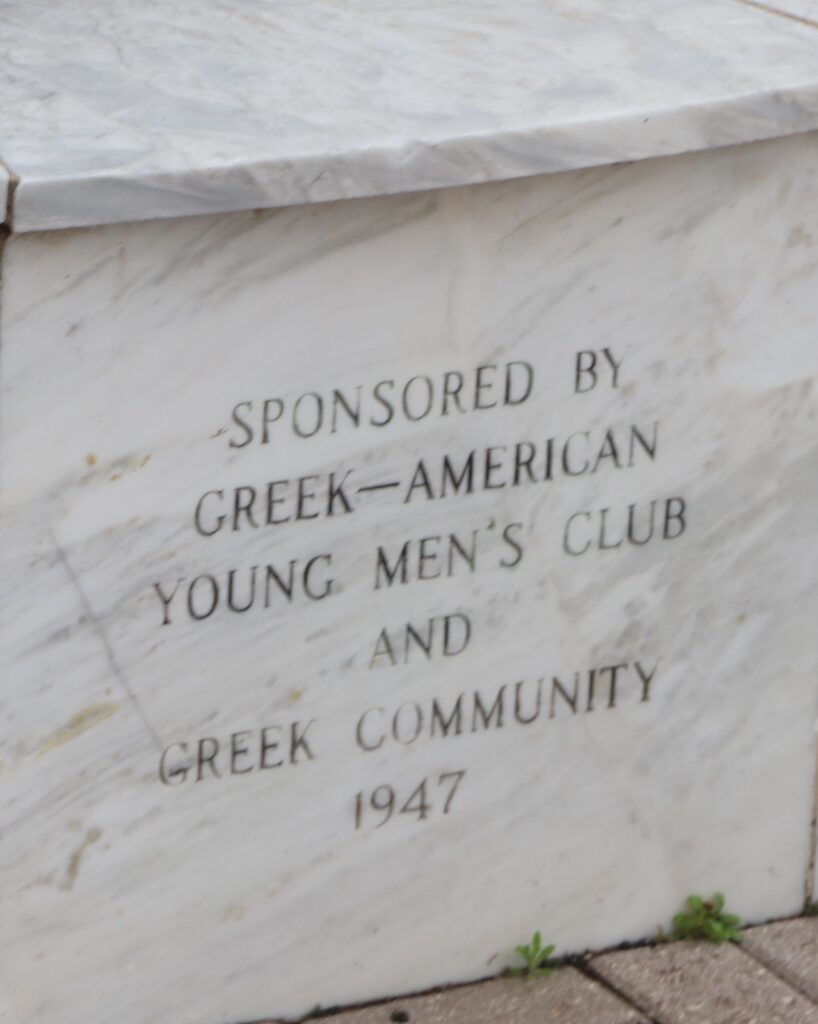 SPONSORED BY
GREEK—AMERICAN
YOUNG MEN'S CLUB
AND
GREEK COMMUNITY
1947